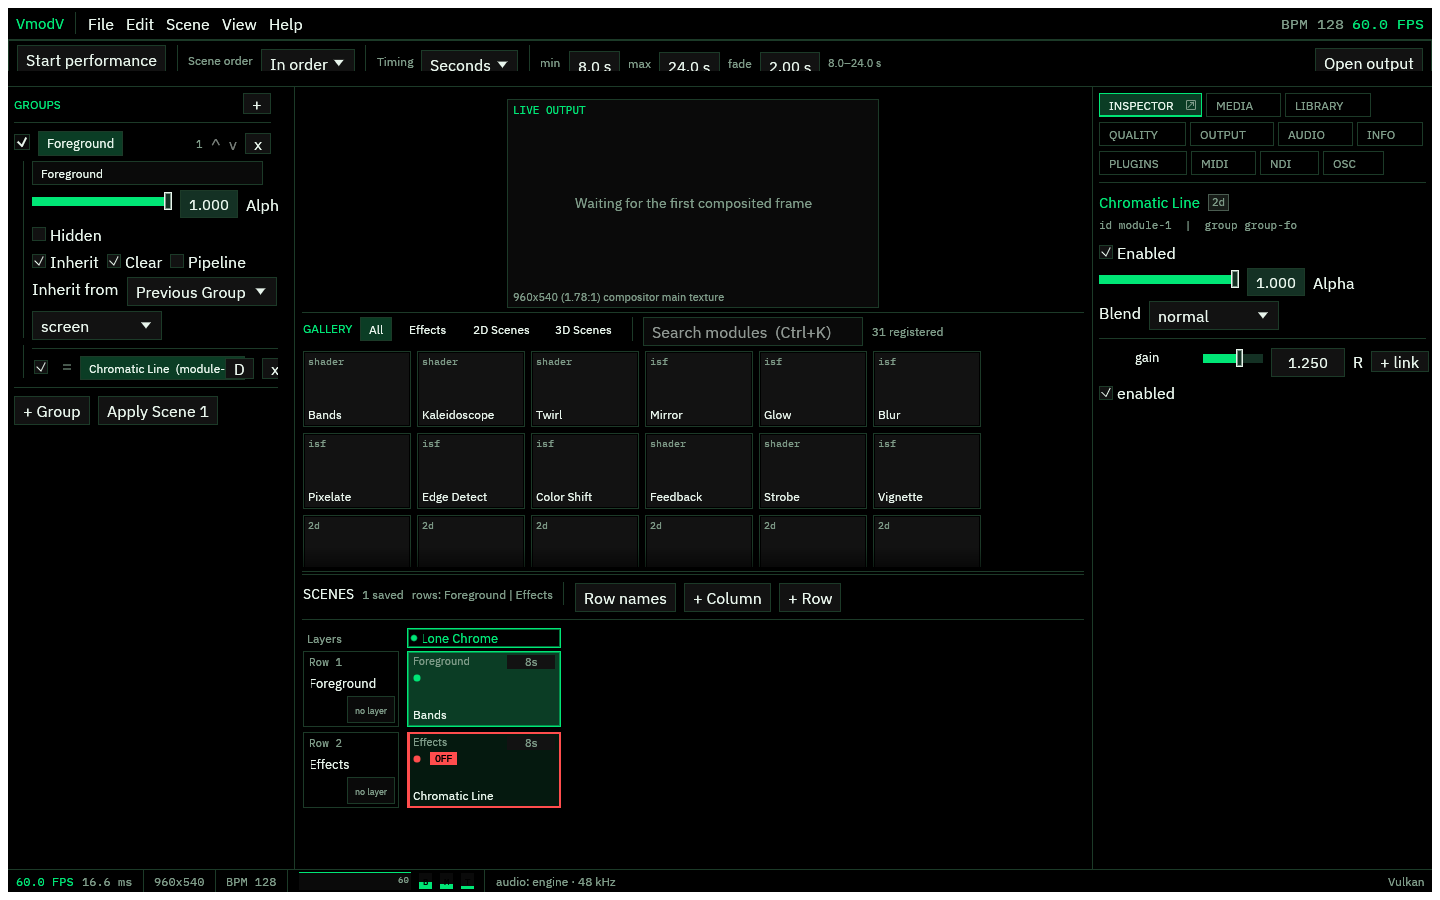 VmodV File Edit Scene View Help BPM 128 60.0 FPS
Start performance Scene order In order Timing Seconds min 8.0 s max 24.0 s fade 2.00 s 8.0–24.0 s Open output
GROUPS +
Foreground 1 ^ v x
Foreground
1.000 Alph
Hidden
Inherit Clear Pipeline
Inherit from Previous Group
screen
= Chromatic Line (module- D x
+ Group Apply Scene 1
LIVE OUTPUT
Waiting for the first composited frame
960x540 (1.78:1) compositor main texture
GALLERY All Effects 2D Scenes 3D Scenes Search modules (Ctrl+K) 31 registered
shader shader shader isf isf isf
Bands Kaleidoscope Twirl Mirror Glow Blur
isf isf isf shader shader isf
Pixelate Edge Detect Color Shift Feedback Strobe Vignette
2d 2d 2d 2d 2d 2d
SCENES 1 saved rows: Foreground | Effects Row names + Column + Row
Layers Lone Chrome
Row 1 Foreground 8s
Foreground
no layer
Bands
Row 2 Effects 8s
Effects OFF
no layer
Chromatic Line
INSPECTOR MEDIA LIBRARY
QUALITY OUTPUT AUDIO INFO
PLUGINS MIDI NDI OSC
Chromatic Line 2d
id module-1 | group group-fo
Enabled
1.000 Alpha
Blend normal
gain 1.250 R + link
enabled
60.0 FPS 16.6 ms 960x540 BPM 128 60 audio: engine · 48 kHz Vulkan